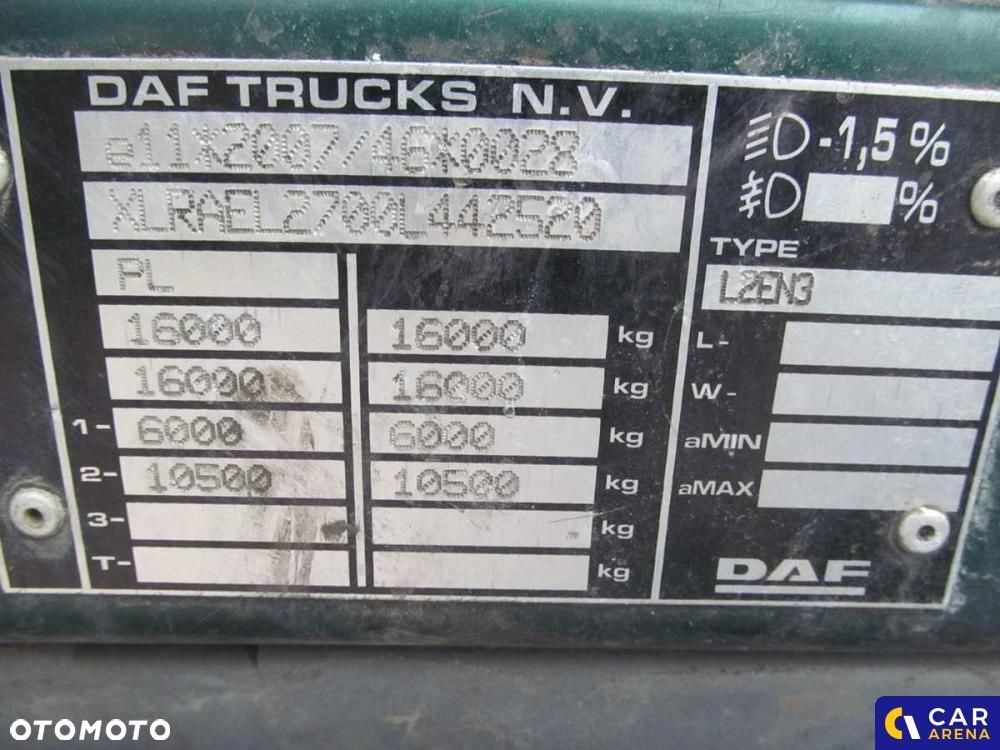 DAF TRUCKS N.V.
e11*2007/46*0028
XLRAEL2700L442520
PL
16000 16000 kg
16000 16000 kg
1- 6000 6000 kg
2- 10500 10500 kg
3- kg
T- kg
-1,5%
%
TYPE
L2EN3
L-
W-
aMIN
aMAX
DAF
OTOMOTO
CAR
ARENA